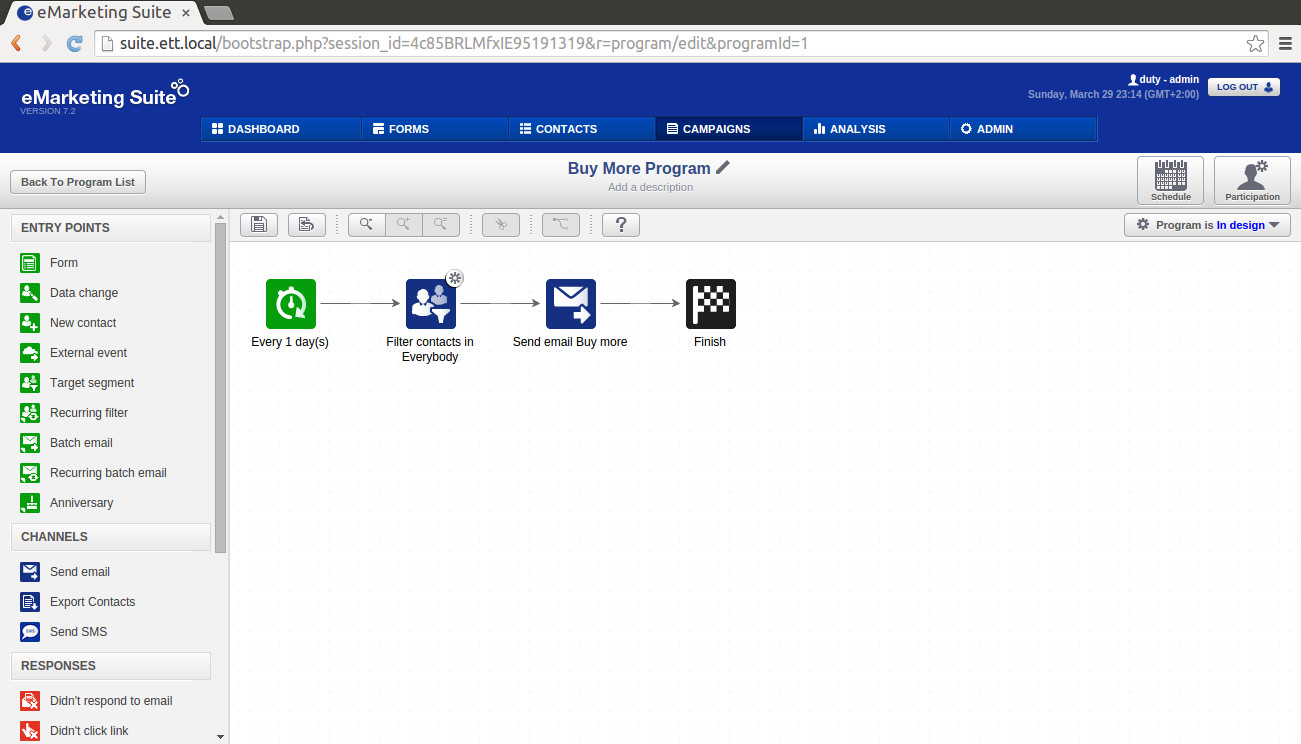 eMarketing Suite
suite.ett.local/bootstrap.php?session_id=4c85BRLMfxIE95191319&r=program/edit&programId=1
eMarketing Suite
VERSION 7.2
duty - admin
Sunday, March 29 23:14 (GMT+2:00)
LOG OUT
DASHBOARD
FORMS
CONTACTS
CAMPAIGNS
ANALYSIS
ADMIN
Back To Program List
Buy More Program
Add a description
Schedule
Participation
ENTRY POINTS
Form
Data change
New contact
External event
Target segment
Recurring filter
Batch email
Recurring batch email
Anniversary
CHANNELS
Send email
Export Contacts
Send SMS
RESPONSES
Didn't respond to email
Didn't click link
?
Program is In design
Every 1 day(s)
Filter contacts in
Everybody
Send email Buy more
Finish